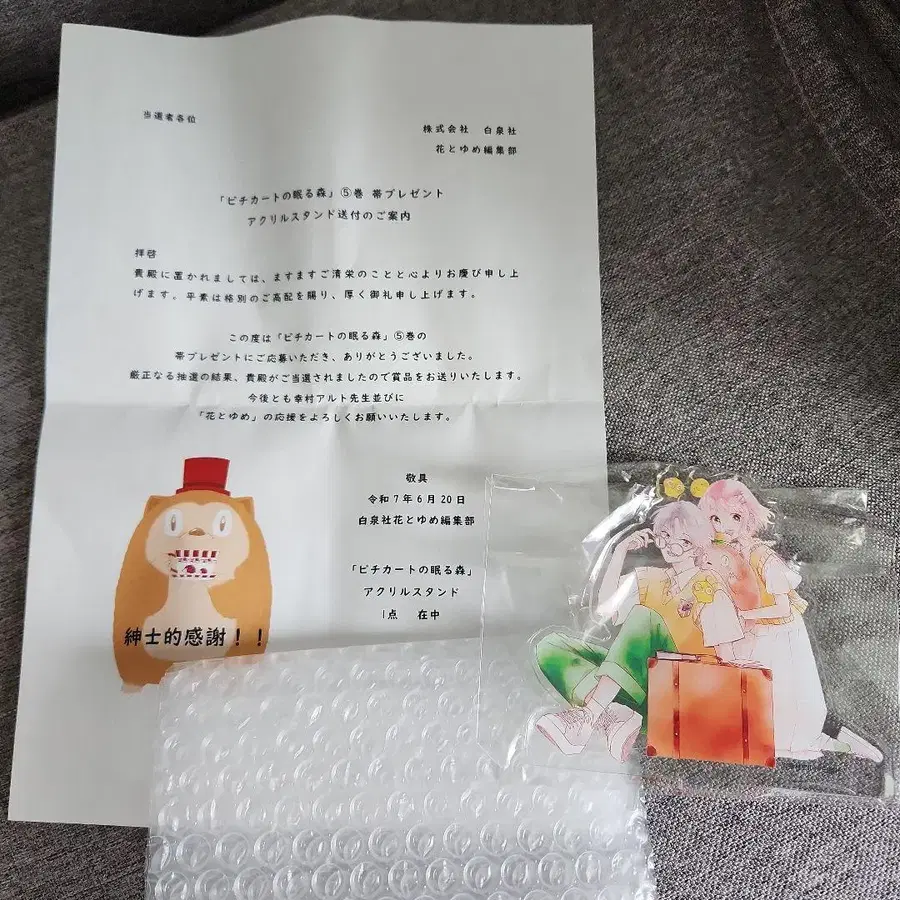 当選者各位
株式会社 白泉社
花とゆめ編集部
「ピチカートの眠る森」⑤巻 帯プレゼント
アクリルスタンド送付のご案内
拝啓
貴殿に置かれましては、ますますご清栄のことと心よりお慶び申し上
げます。平素は格別のご高配を賜り、厚く御礼申し上げます。
この度は「ピチカートの眠る森」⑤巻の
帯プレゼントにご応募いただき、ありがとうございました。
厳正なる抽選の結果、貴殿がご当選されましたので賞品をお送りいたします。
今後とも幸村アルト先生並びに
「花とゆめ」の応援をよろしくお願いいたします。
敬具
令和7年6月20日
白泉社花とゆめ編集部
「ピチカートの眠る森」
アクリルスタンド
1点 在中
紳士的感謝！！